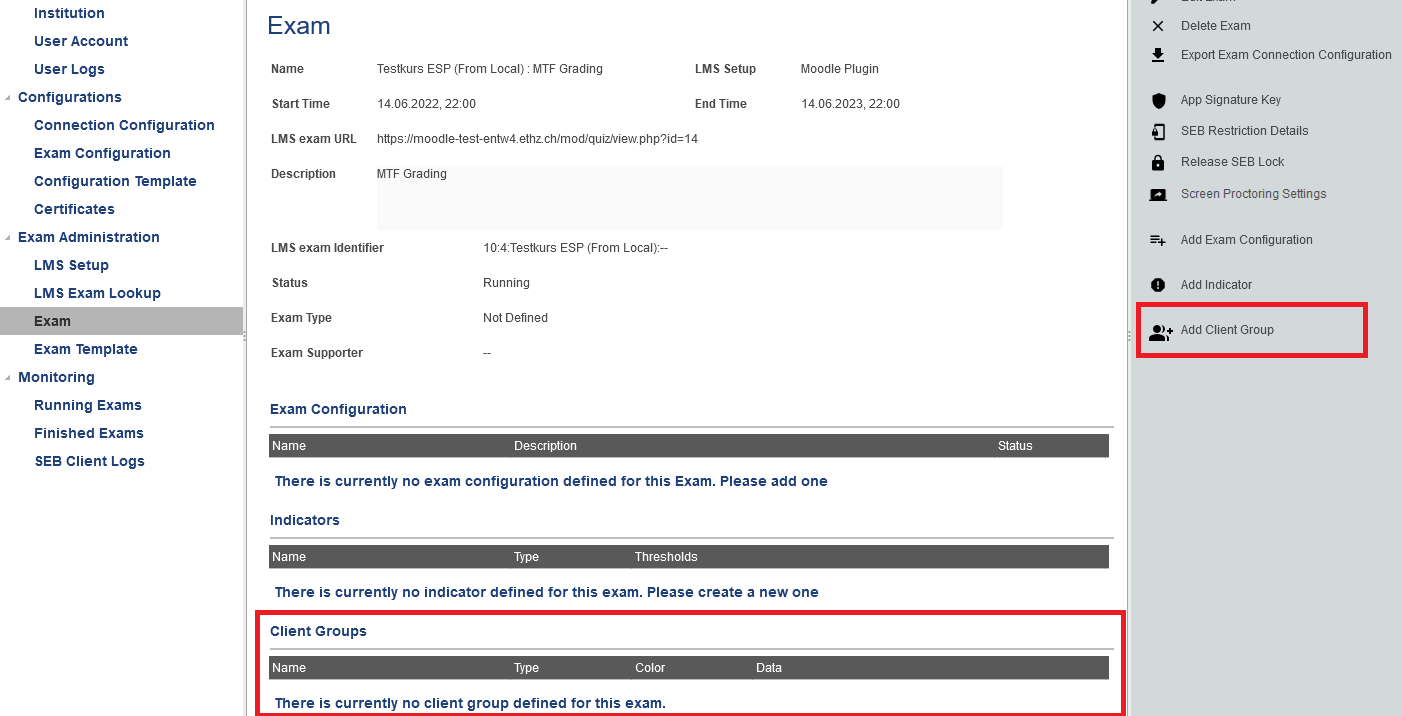 Institution
User Account
User Logs
Configurations
Connection Configuration
Exam Configuration
Configuration Template
Certificates
Exam Administration
LMS Setup
LMS Exam Lookup
Exam
Exam Template
Monitoring
Running Exams
Finished Exams
SEB Client Logs
Exam
Name Testkurs ESP (From Local) : MTF Grading LMS Setup Moodle Plugin
Start Time 14.06.2022, 22:00 End Time 14.06.2023, 22:00
LMS exam URL https://moodle-test-entw4.ethz.ch/mod/quiz/view.php?id=14
Description MTF Grading
LMS exam Identifier 10:4:Testkurs ESP (From Local):--
Status Running
Exam Type Not Defined
Exam Supporter --
Exam Configuration
Name Description Status
There is currently no exam configuration defined for this Exam. Please add one
Indicators
Name Type Thresholds
There is currently no indicator defined for this exam. Please create a new one
Client Groups
Name Type Color Data
There is currently no client group defined for this exam.
Delete Exam
Export Exam Connection Configuration
App Signature Key
SEB Restriction Details
Release SEB Lock
Screen Proctoring Settings
Add Exam Configuration
Add Indicator
Add Client Group